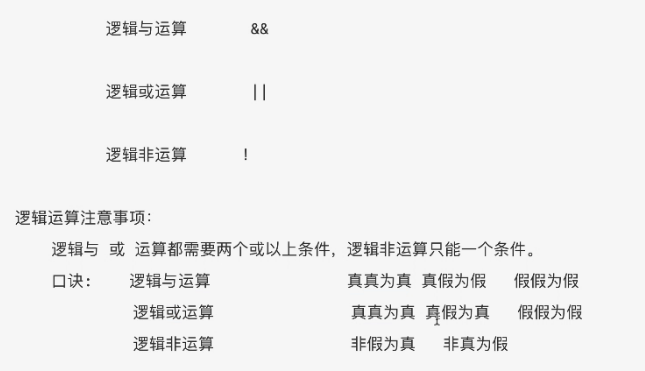 逻辑与运算 &&
逻辑或运算 ||
逻辑非运算 !
逻辑运算注意事项:
逻辑与 或 运算都需要两个或以上条件, 逻辑非运算只能一个条件。
口诀: 逻辑与运算 真真为真 真假为假 假假为假
逻辑或运算 真真为真 真假为真 假假为假
逻辑非运算 非假为真 非真为假